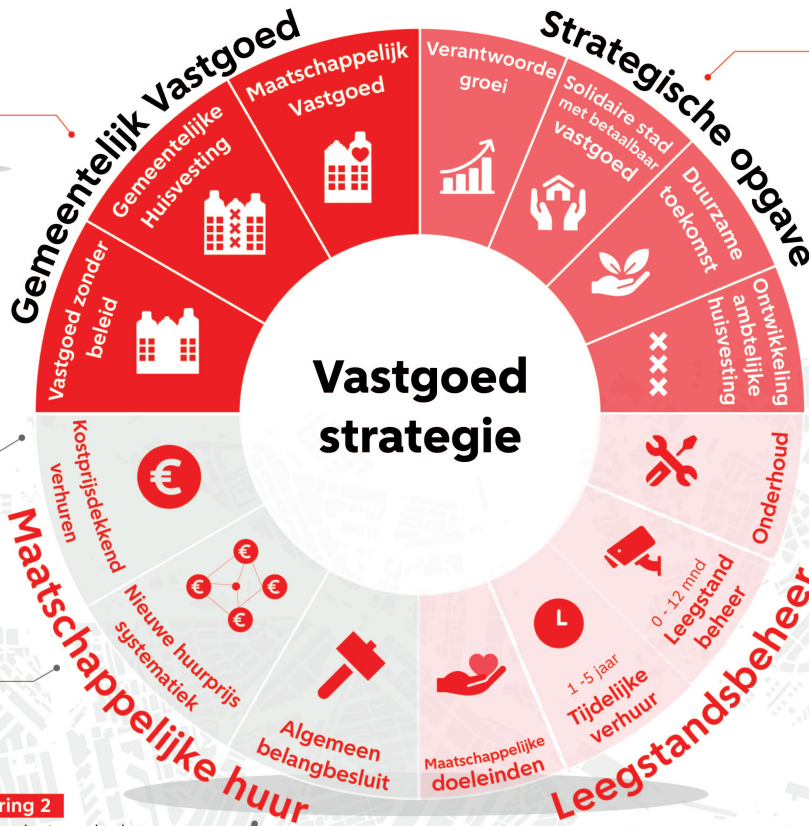 Gemeentelijk Vastgoed
Vastgoed zonder
beleid
Gemeentelijke
Huisvesting
Maatschappelijk
Vastgoed
Strategische opgave
Verantwoorde
groei
Solidaire stad
met betaalbaar
vastgoed
Duurzame
toekomst
Ontwikkeling
ambtelijke
huisvesting
Vastgoed
strategie
Onderhoud
0 - 12 mnd
Leegstand
beheer
1 -5 jaar
Tijdelijke
verhuur
Maatschappelijke
doeleinden
Leegstandsbeheer
Kostprijsdekkend
verhuren
Nieuwe huurprijs
systematiek
Algemeen
belangbesluit
Maatschappelijke huur
€
€
€
€
€
ring 2